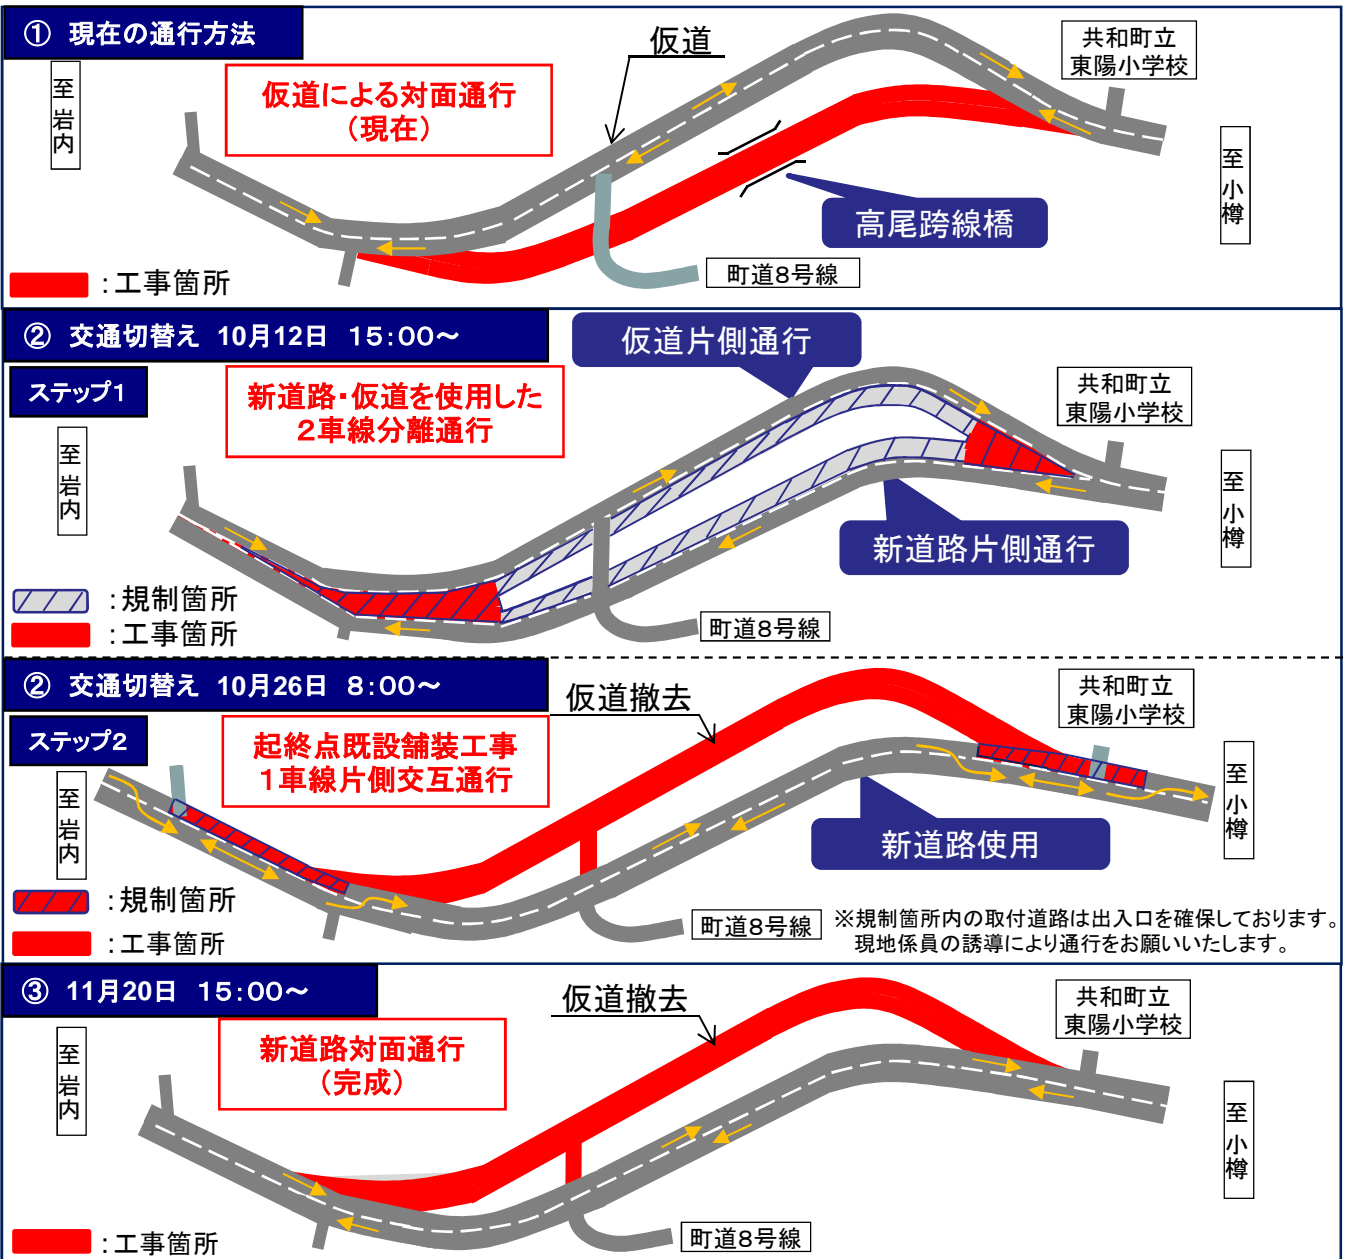 ① 現在の通行方法
仮道
共和町立
東陽小学校
至岩内
仮道による対面通行
（現在）
至小樽
高尾跨線橋
町道8号線
：工事箇所
② 交通切替え 10月12日 15：00～
仮道片側通行
ステップ1
新道路・仮道を使用した
2車線分離通行
共和町立
東陽小学校
至岩内
至小樽
新道路片側通行
：規制箇所
：工事箇所
町道8号線
② 交通切替え 10月26日 8：00～
仮道撤去
共和町立
東陽小学校
ステップ2
起終点既設舗装工事
1車線片側交互通行
至岩内
至小樽
新道路使用
：規制箇所
：工事箇所
町道8号線
※規制箇所内の取付道路は出入口を確保しております。
現地係員の誘導により通行をお願いいたします。
③ 11月20日 15：00～
仮道撤去
共和町立
東陽小学校
新道路対面通行
（完成）
至岩内
至小樽
町道8号線
：工事箇所